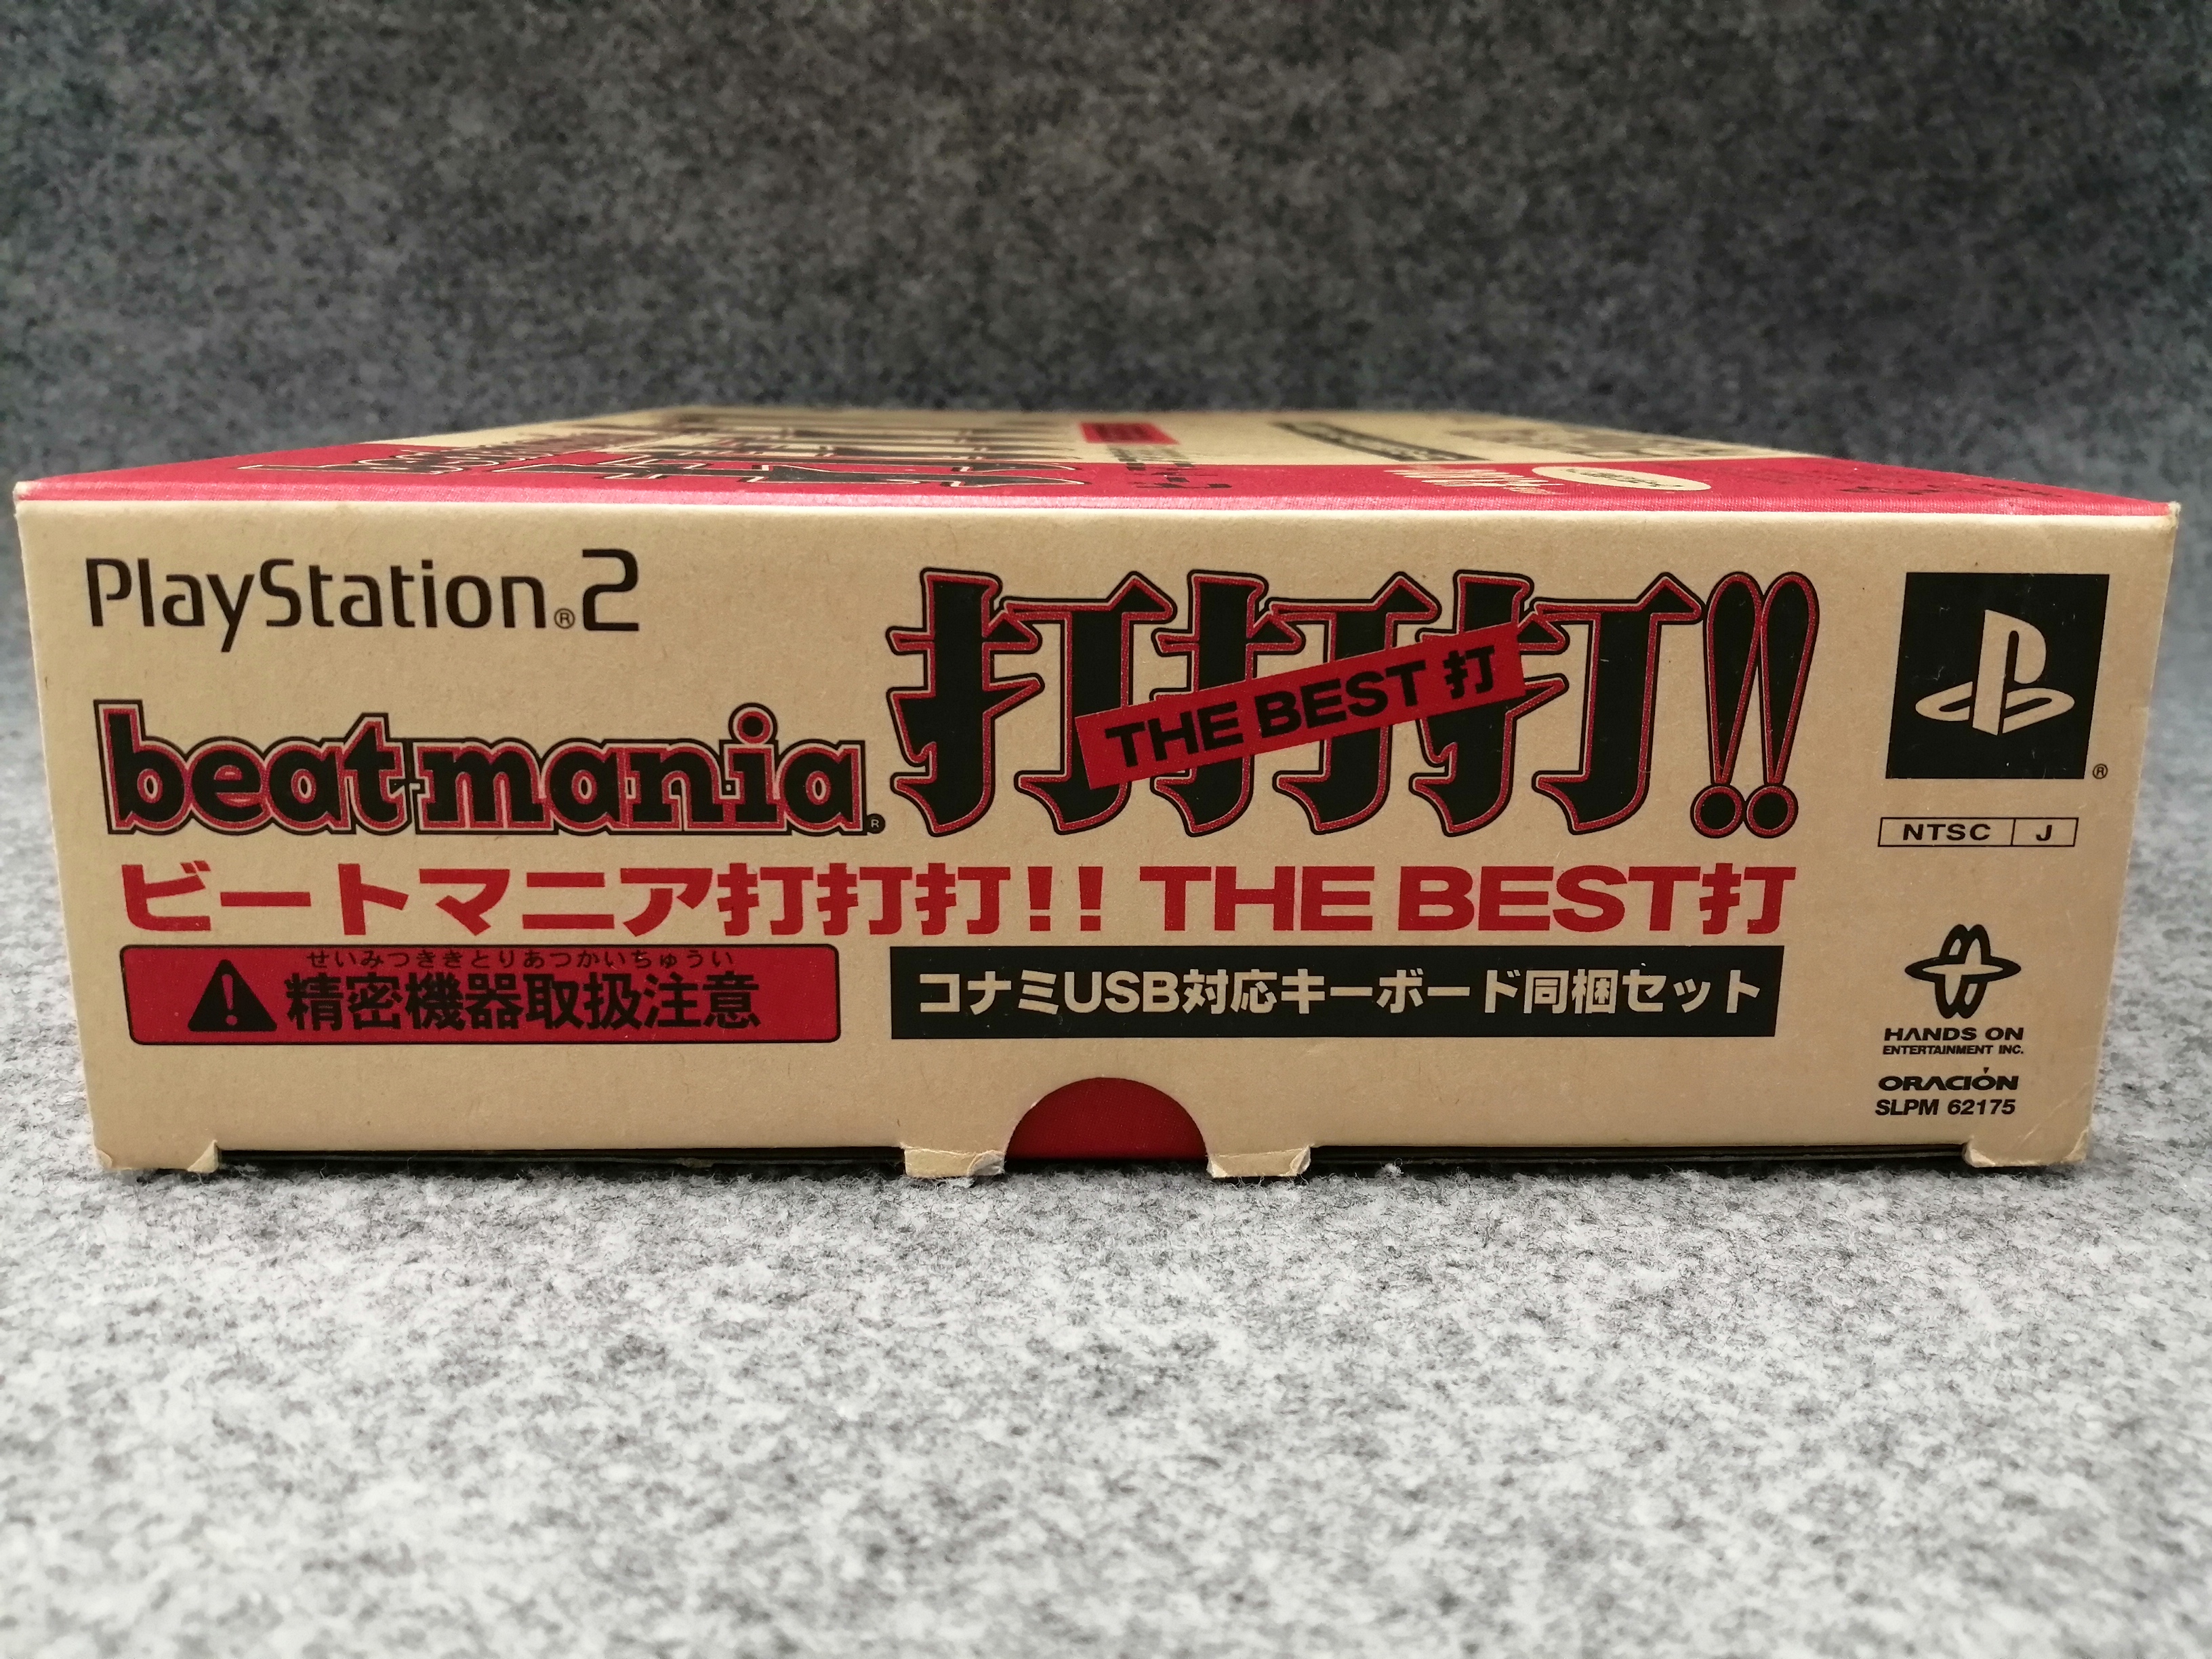 PlayStation®2
beatmania®
打打打!!
THE BEST 打
ビートマニア打打打!! THE BEST打
せいみつききとりあつかいちゅうい
精密機器取扱注意
コナミUSB対応キーボード同梱セット
®
NTSC J
HANDS ON
ENTERTAINMENT INC.
ORACIÓN
SLPM 62175